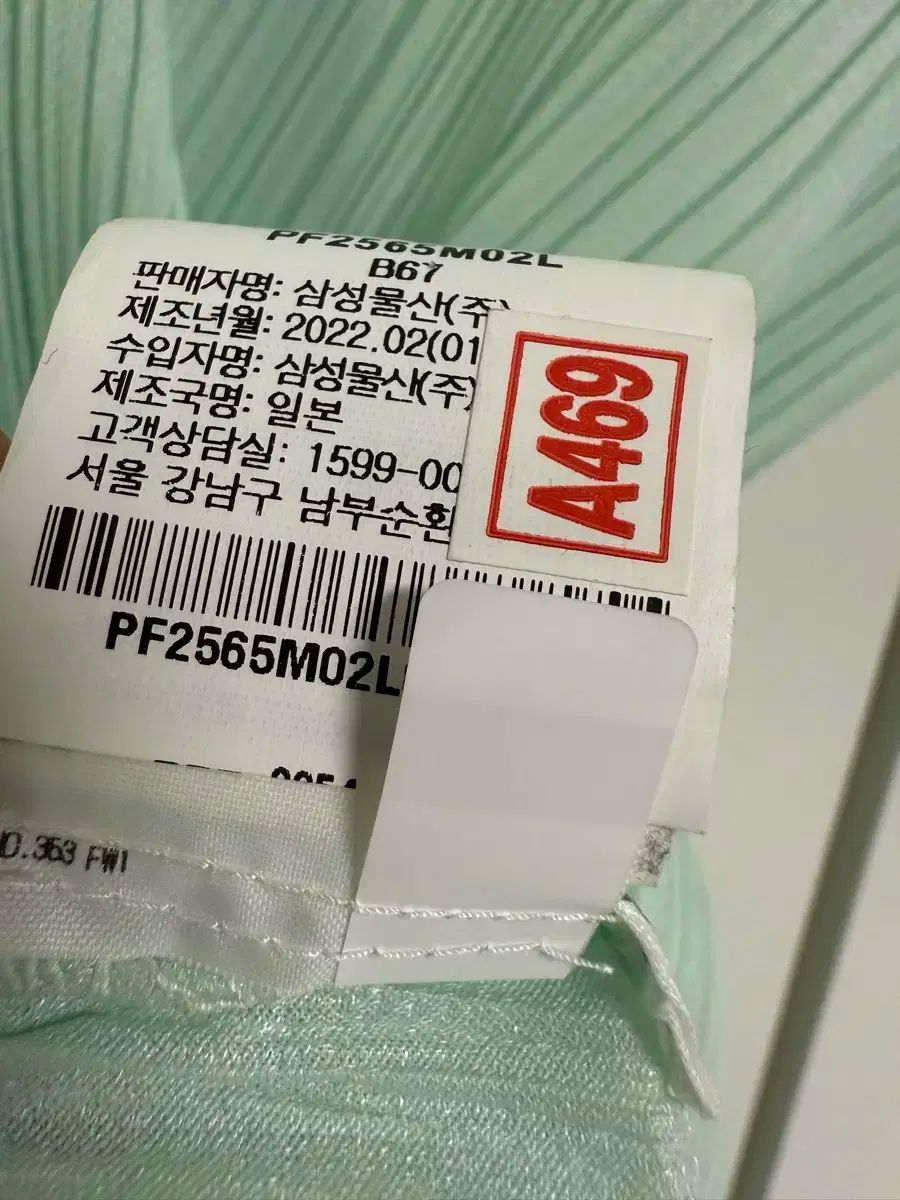 PF2565M02L
B67
판매자명: 삼성물산(주)
제조년월: 2022.02(01
수입자명: 삼성물산(주)
제조국명: 일본
고객상담실: 1599-00
서울 강남구 남부순환
A469
PF2565M02L
.363 FW1